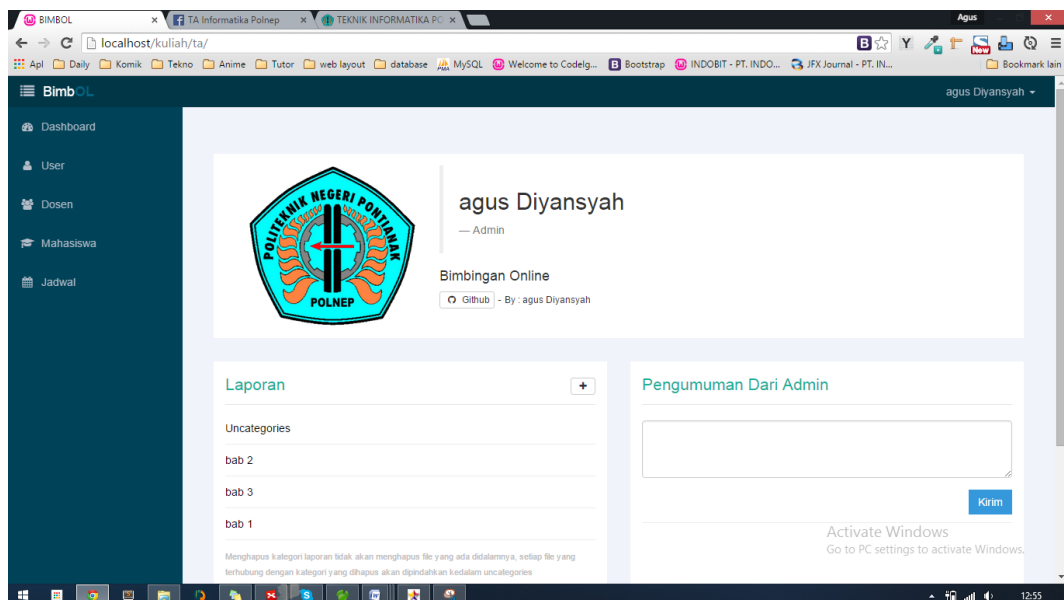 BIMBOL
TA Informatika Polnep
TEKNIK INFORMATIKA PO
Agus
localhost/kuliah/ta/
Apl Daily Komik Tekno Anime Tutor web layout database MySQL Welcome to CodeIg... Bootstrap INDOBIT - PT. INDO... JFX Journal - PT. IN... Bookmark lain
BimbOL
agus Diyansyah
Dashboard
User
Dosen
Mahasiswa
Jadwal
POLITEKNIK NEGERI PONTIANAK
POLNEP
agus Diyansyah
— Admin
Bimbingan Online
Github - By : agus Diyansyah
Laporan
+
Uncategories
bab 2
bab 3
bab 1
Menghapus kategori laporan tidak akan menghapus file yang ada didalamnya, setiap file yang
terhubung dengan kategori yang dihapus akan dipindahkan kedalam uncategories
Pengumuman Dari Admin
Kirim
Activate Windows
Go to PC settings to activate Windows.
12:55